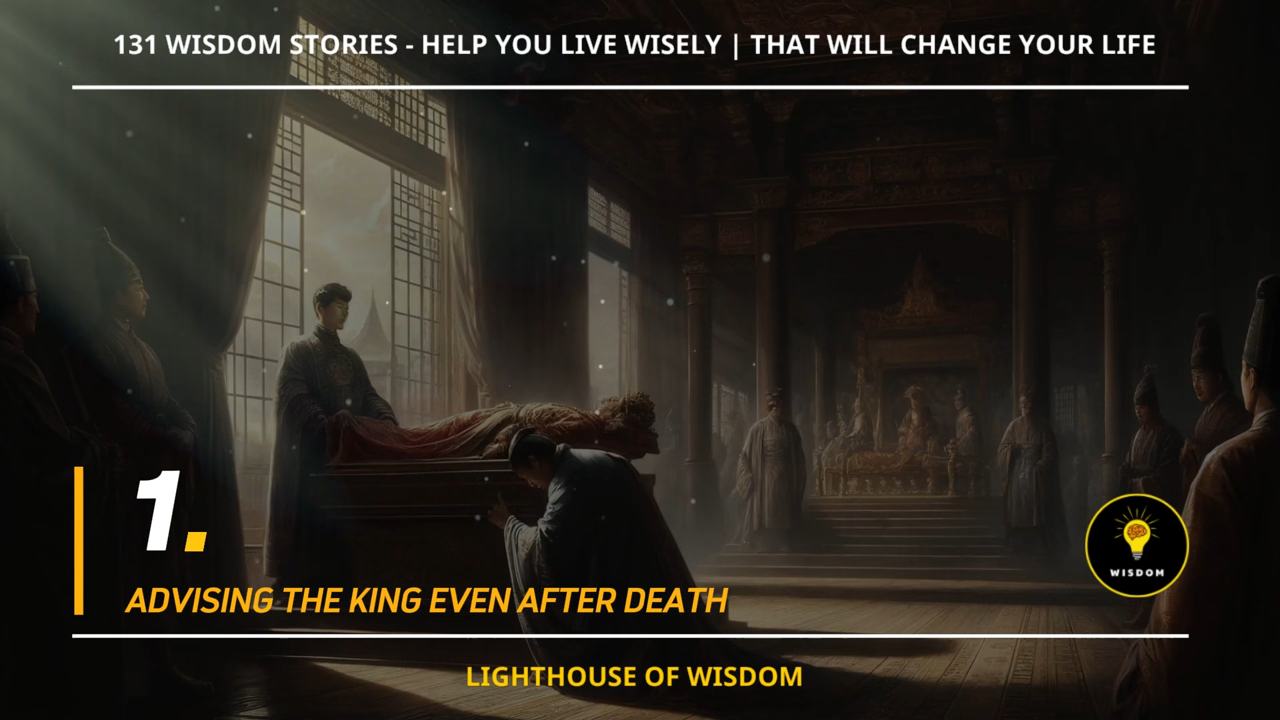 131 WISDOM STORIES - HELP YOU LIVE WISELY | THAT WILL CHANGE YOUR LIFE
1.
ADVISING THE KING EVEN AFTER DEATH
WISDOM
LIGHTHOUSE OF WISDOM